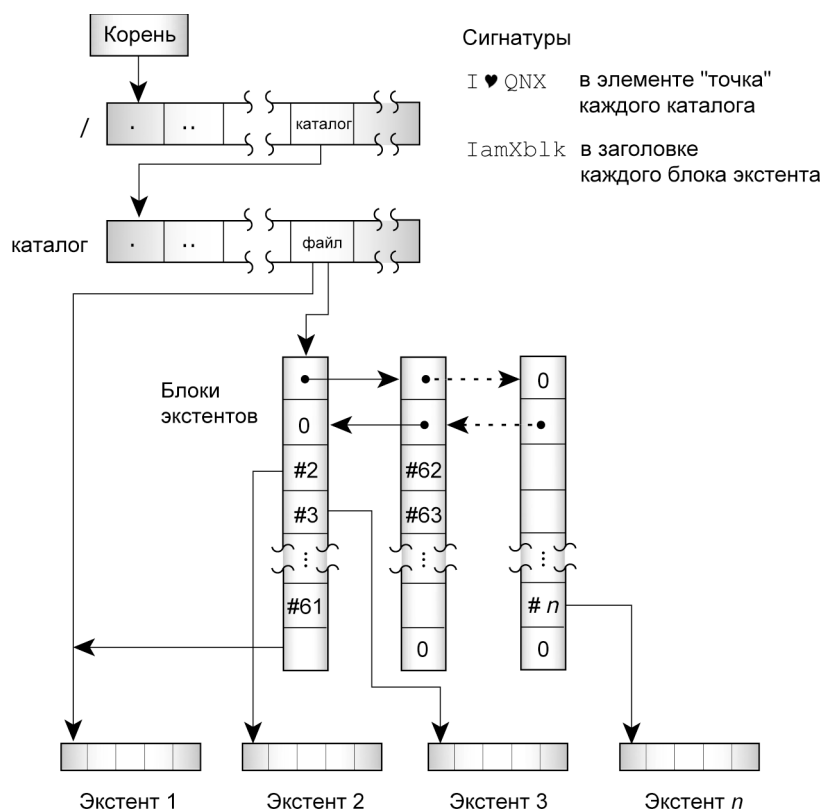 Корень
Сигнатуры
I ♥ QNX в элементе "точка"
каждого каталога
IamXblk в заголовке
каждого блока экстента
/ . .. каталог
каталог . .. файл
Блоки
экстентов
0
0
#2 #62
#3 #63
⋮ ⋮ ⋮
#61 # n
0 0
Экстент 1 Экстент 2 Экстент 3 Экстент n